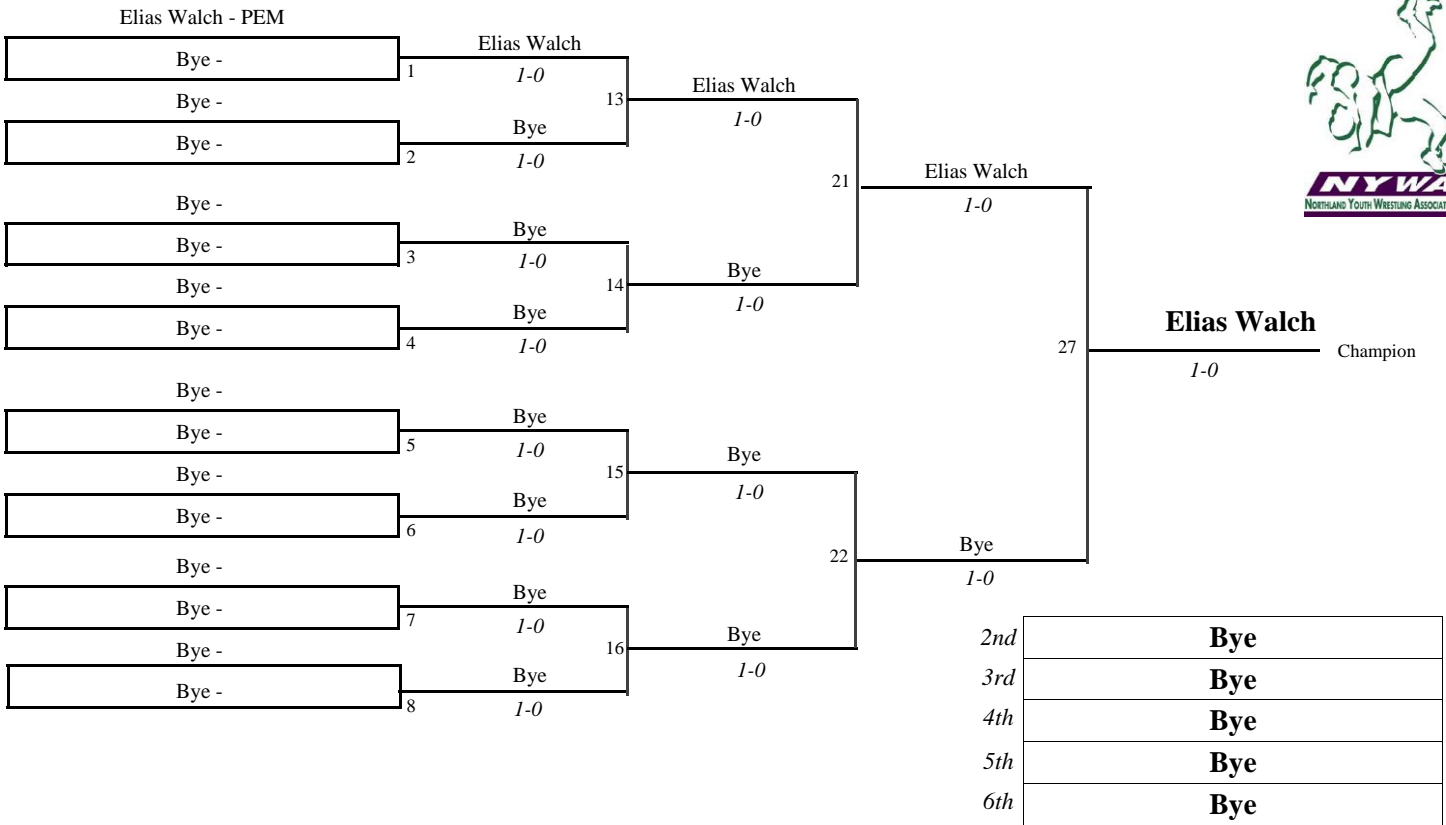 Elias Walch - PEM
Bye -
1
Elias Walch
1-0
Bye -
Bye -
2
Bye
1-0
13
Elias Walch
1-0
Bye -
Bye -
3
Bye
1-0
Bye -
Bye -
4
Bye
1-0
14
Bye
1-0
21
Elias Walch
1-0
Bye -
Bye -
5
Bye
1-0
Bye -
Bye -
6
Bye
1-0
15
Bye
1-0
Bye -
Bye -
7
Bye
1-0
Bye -
Bye -
8
Bye
1-0
16
Bye
1-0
22
Bye
1-0
27
Elias Walch
1-0
Champion
NYWA
NORTHLAND YOUTH WRESTLING ASSOCIAT
2nd Bye
3rd Bye
4th Bye
5th Bye
6th Bye